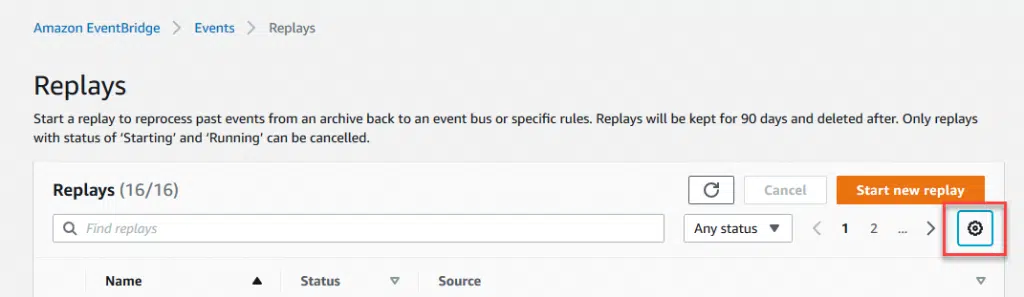 Amazon EventBridge > Events > Replays
Replays
Start a replay to reprocess past events from an archive back to an event bus or specific rules. Replays will be kept for 90 days and deleted after. Only replays
with status of ‘Starting’ and ‘Running’ can be cancelled.
Replays (16/16) Cancel Start new replay
Find replays Any status < 1 2 ... >
Name Status Source